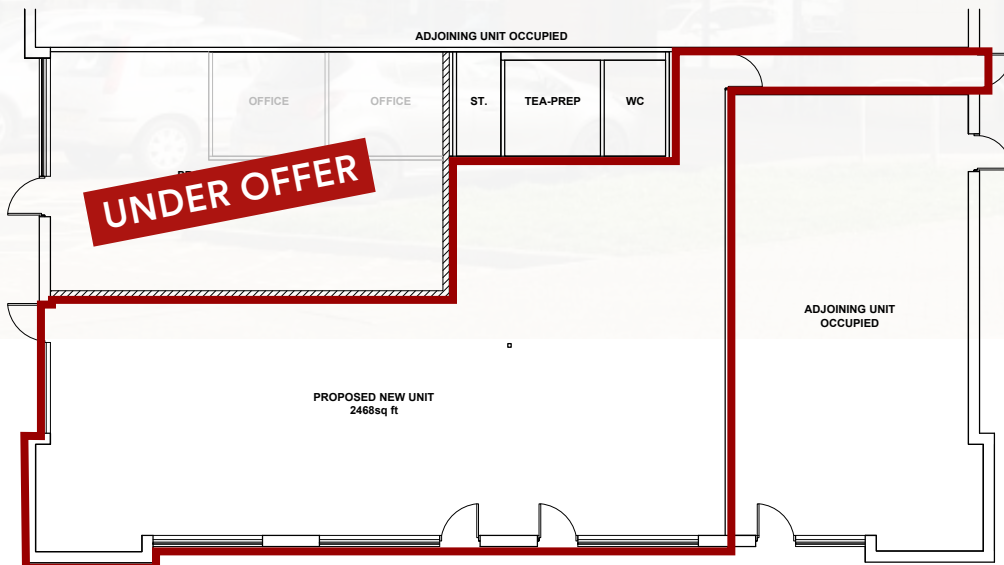 ADJOINING UNIT OCCUPIED
OFFICE
OFFICE
ST.
TEA-PREP
WC
UNDER OFFER
ADJOINING UNIT
OCCUPIED
PROPOSED NEW UNIT
2468sq ft